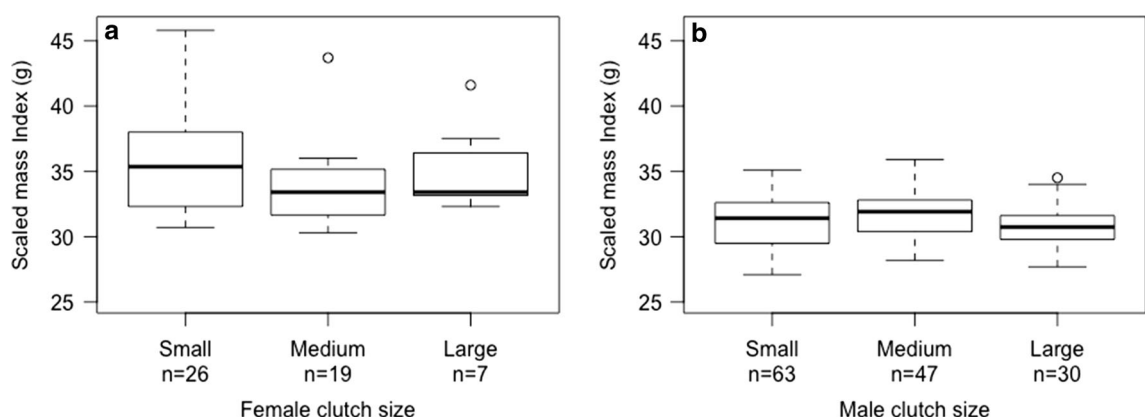 a
Scaled mass Index (g)
45
40
35
30
25
Small
n=26
Medium
n=19
Large
n=7
Female clutch size
b
Scaled mass Index (g)
45
40
35
30
25
Small
n=63
Medium
n=47
Large
n=30
Male clutch size